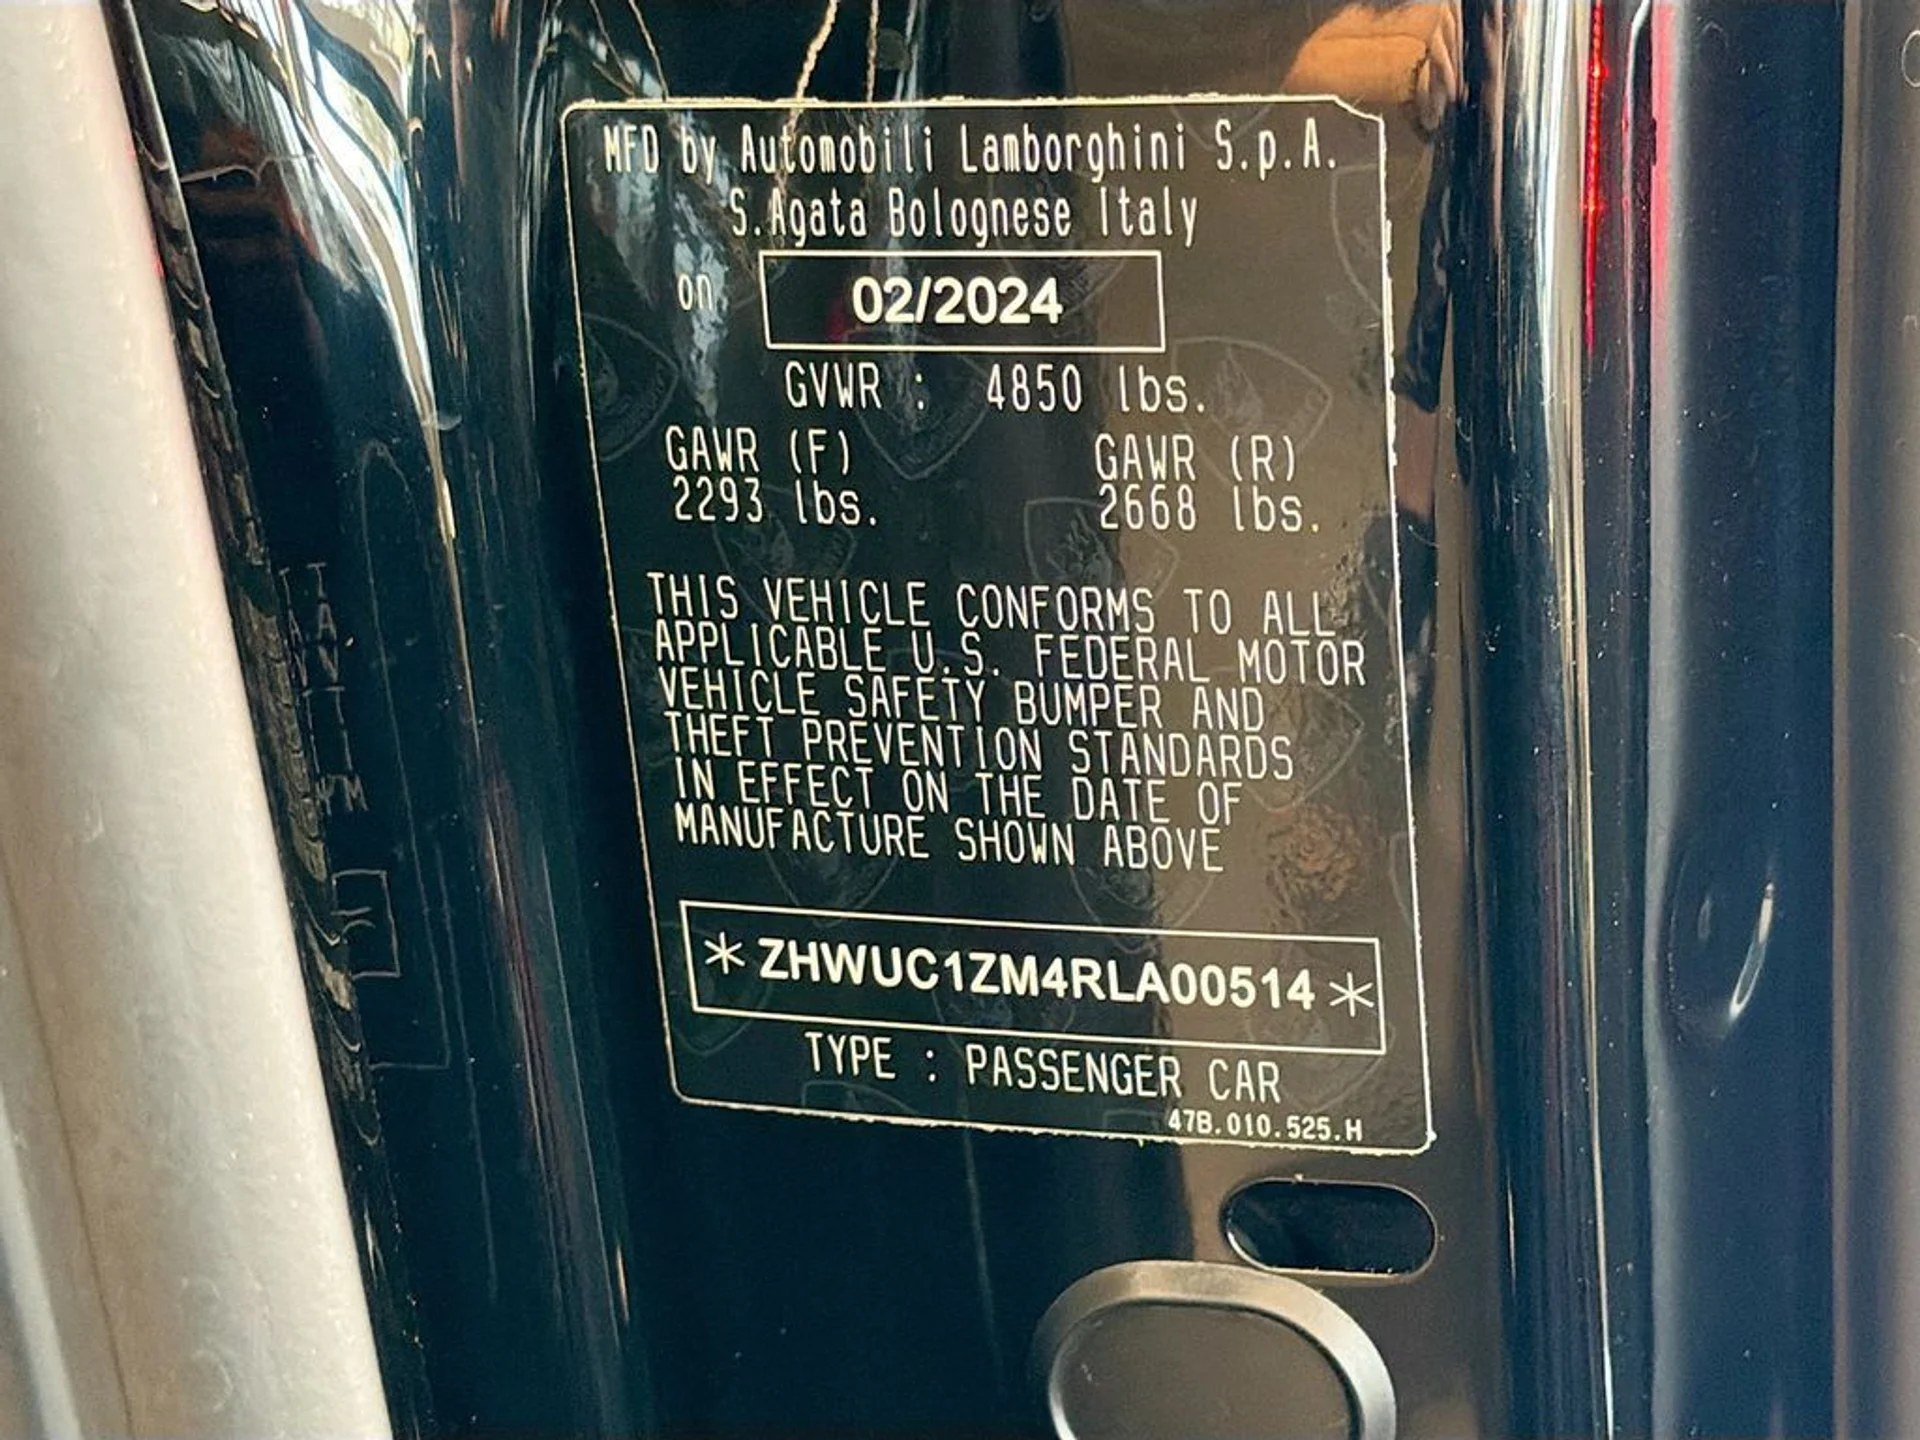 MFD by Automobili Lamborghini S.p.A.
S.Agata Bolognese Italy
on 02/2024
GVWR : 4850 lbs.
GAWR (F) GAWR (R)
2293 lbs. 2668 lbs.
THIS VEHICLE CONFORMS TO ALL
APPLICABLE U.S. FEDERAL MOTOR
VEHICLE SAFETY BUMPER AND
THEFT PREVENTION STANDARDS
IN EFFECT ON THE DATE OF
MANUFACTURE SHOWN ABOVE
* ZHWUC1ZM4RLA00514 *
TYPE : PASSENGER CAR
47B.010.525.H